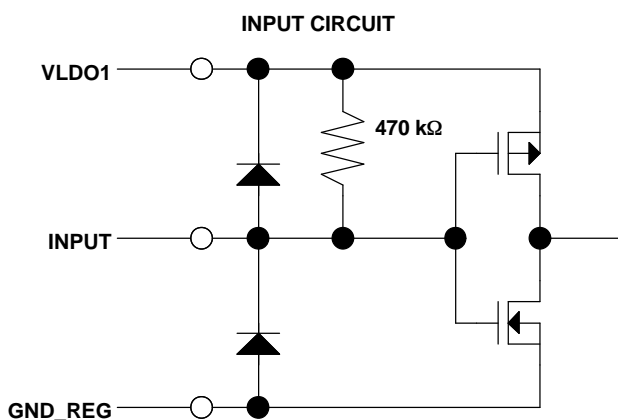 INPUT CIRCUIT
VLDO1
470 kΩ
INPUT
GND_REG